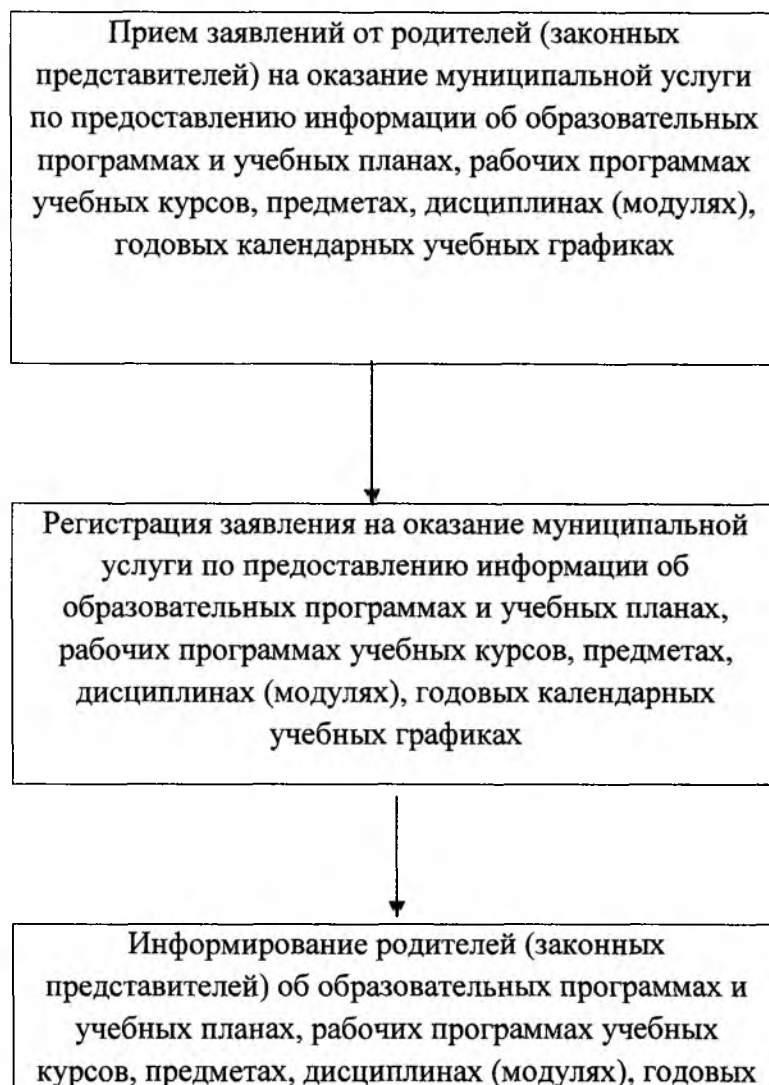 Прием заявлений от родителей (законных
представителей) на оказание муниципальной услуги
по предоставлению информации об образовательных
программах и учебных планах, рабочих программах
учебных курсов, предметах, дисциплинах (модулях),
годовых календарных учебных графиках
Регистрация заявления на оказание муниципальной
услуги по предоставлению информации об
образовательных программах и учебных планах,
рабочих программах учебных курсов, предметах,
дисциплинах (модулях), годовых календарных
учебных графиках
Информирование родителей (законных
представителей) об образовательных программах и
учебных планах, рабочих программах учебных
курсов, предметах, дисциплинах (модулях), годовых